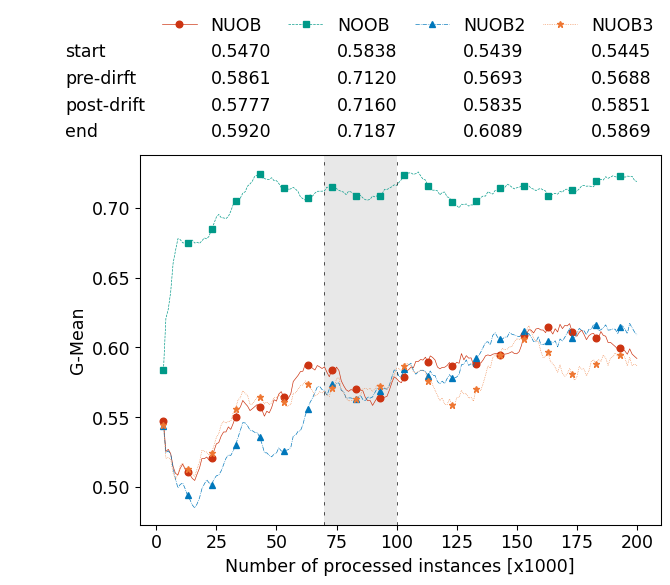 NUOB NOOB NUOB2 NUOB3
start 0.5470 0.5838 0.5439 0.5445
pre-dirft 0.5861 0.7120 0.5693 0.5688
post-drift 0.5777 0.7160 0.5835 0.5851
end 0.5920 0.7187 0.6089 0.5869
0.70
0.65
0.60
0.55
0.50
G-Mean
0 25 50 75 100 125 150 175 200
Number of processed instances [x1000]